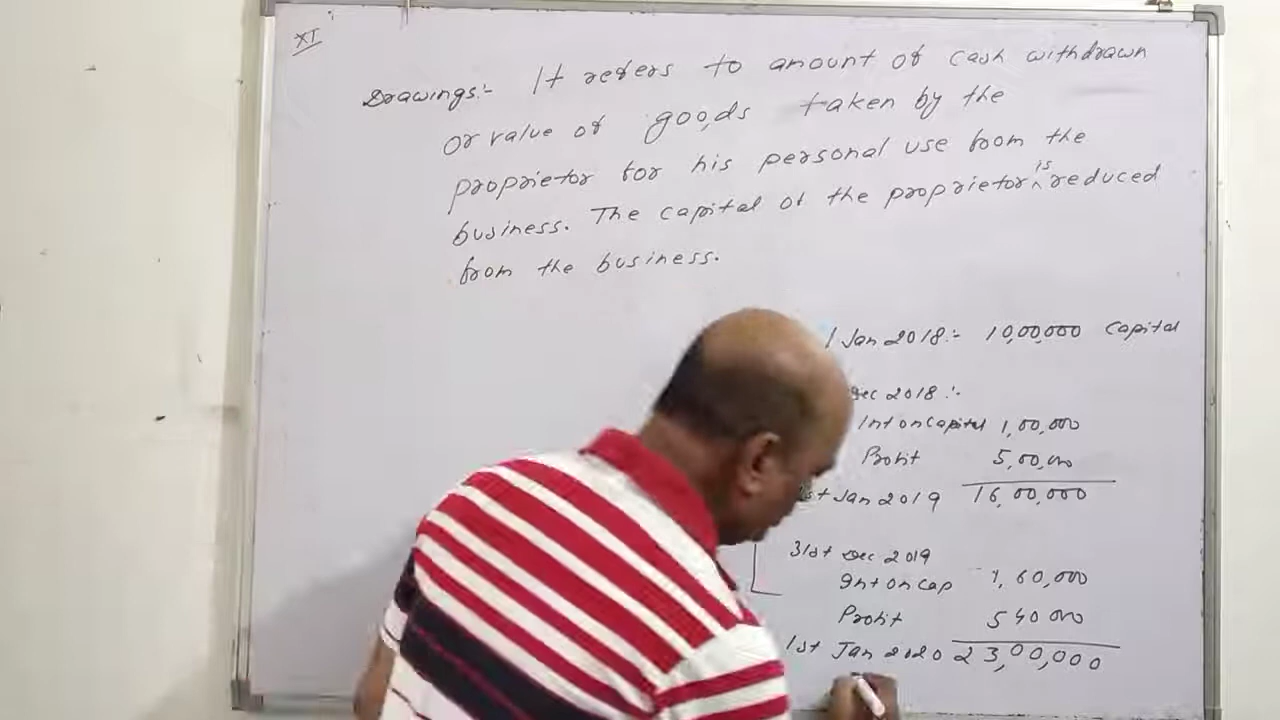 XI
Drawings:- It refers to amount of cash withdrawn
or value of goods taken by the
proprietor for his personal use from the
business. The capital of the proprietor is reduced
from the business.
1 Jan 2018:- 10,00,000 Capital
Dec 2018:-
Int on Capital 1,00,000
Profit 5,00,000
1st Jan 2019 16,00,000
31st Dec 2019
Int on Cap 1,60,000
Profit 540000
1st Jan 2020 23,00,000